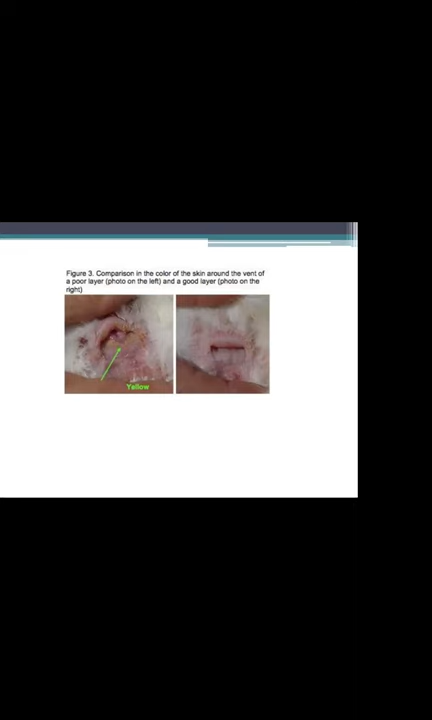 Figure 3. Comparison in the color of the skin around the vent of
a poor layer (photo on the left) and a good layer (photo on the
right)
Yallow